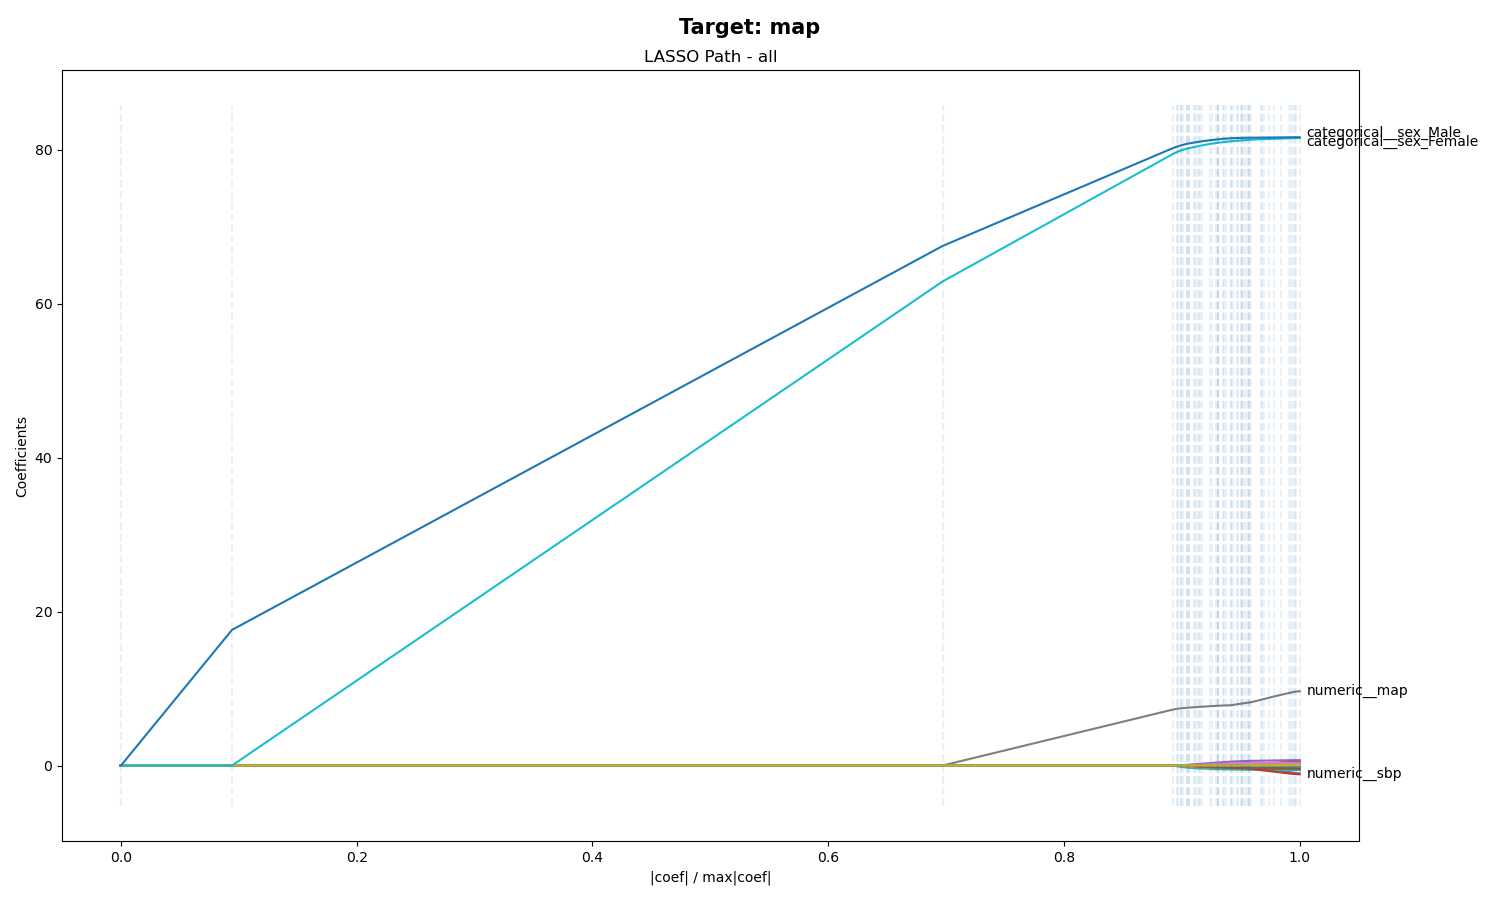 Target: map
LASSO Path - all
categorical__sex_Male
categorical__sex_Female
80
60
Coefficients
40
20
numeric__map
0
numeric__sbp
0.0 0.2 0.4 0.6 0.8 1.0
|coef| / max|coef|